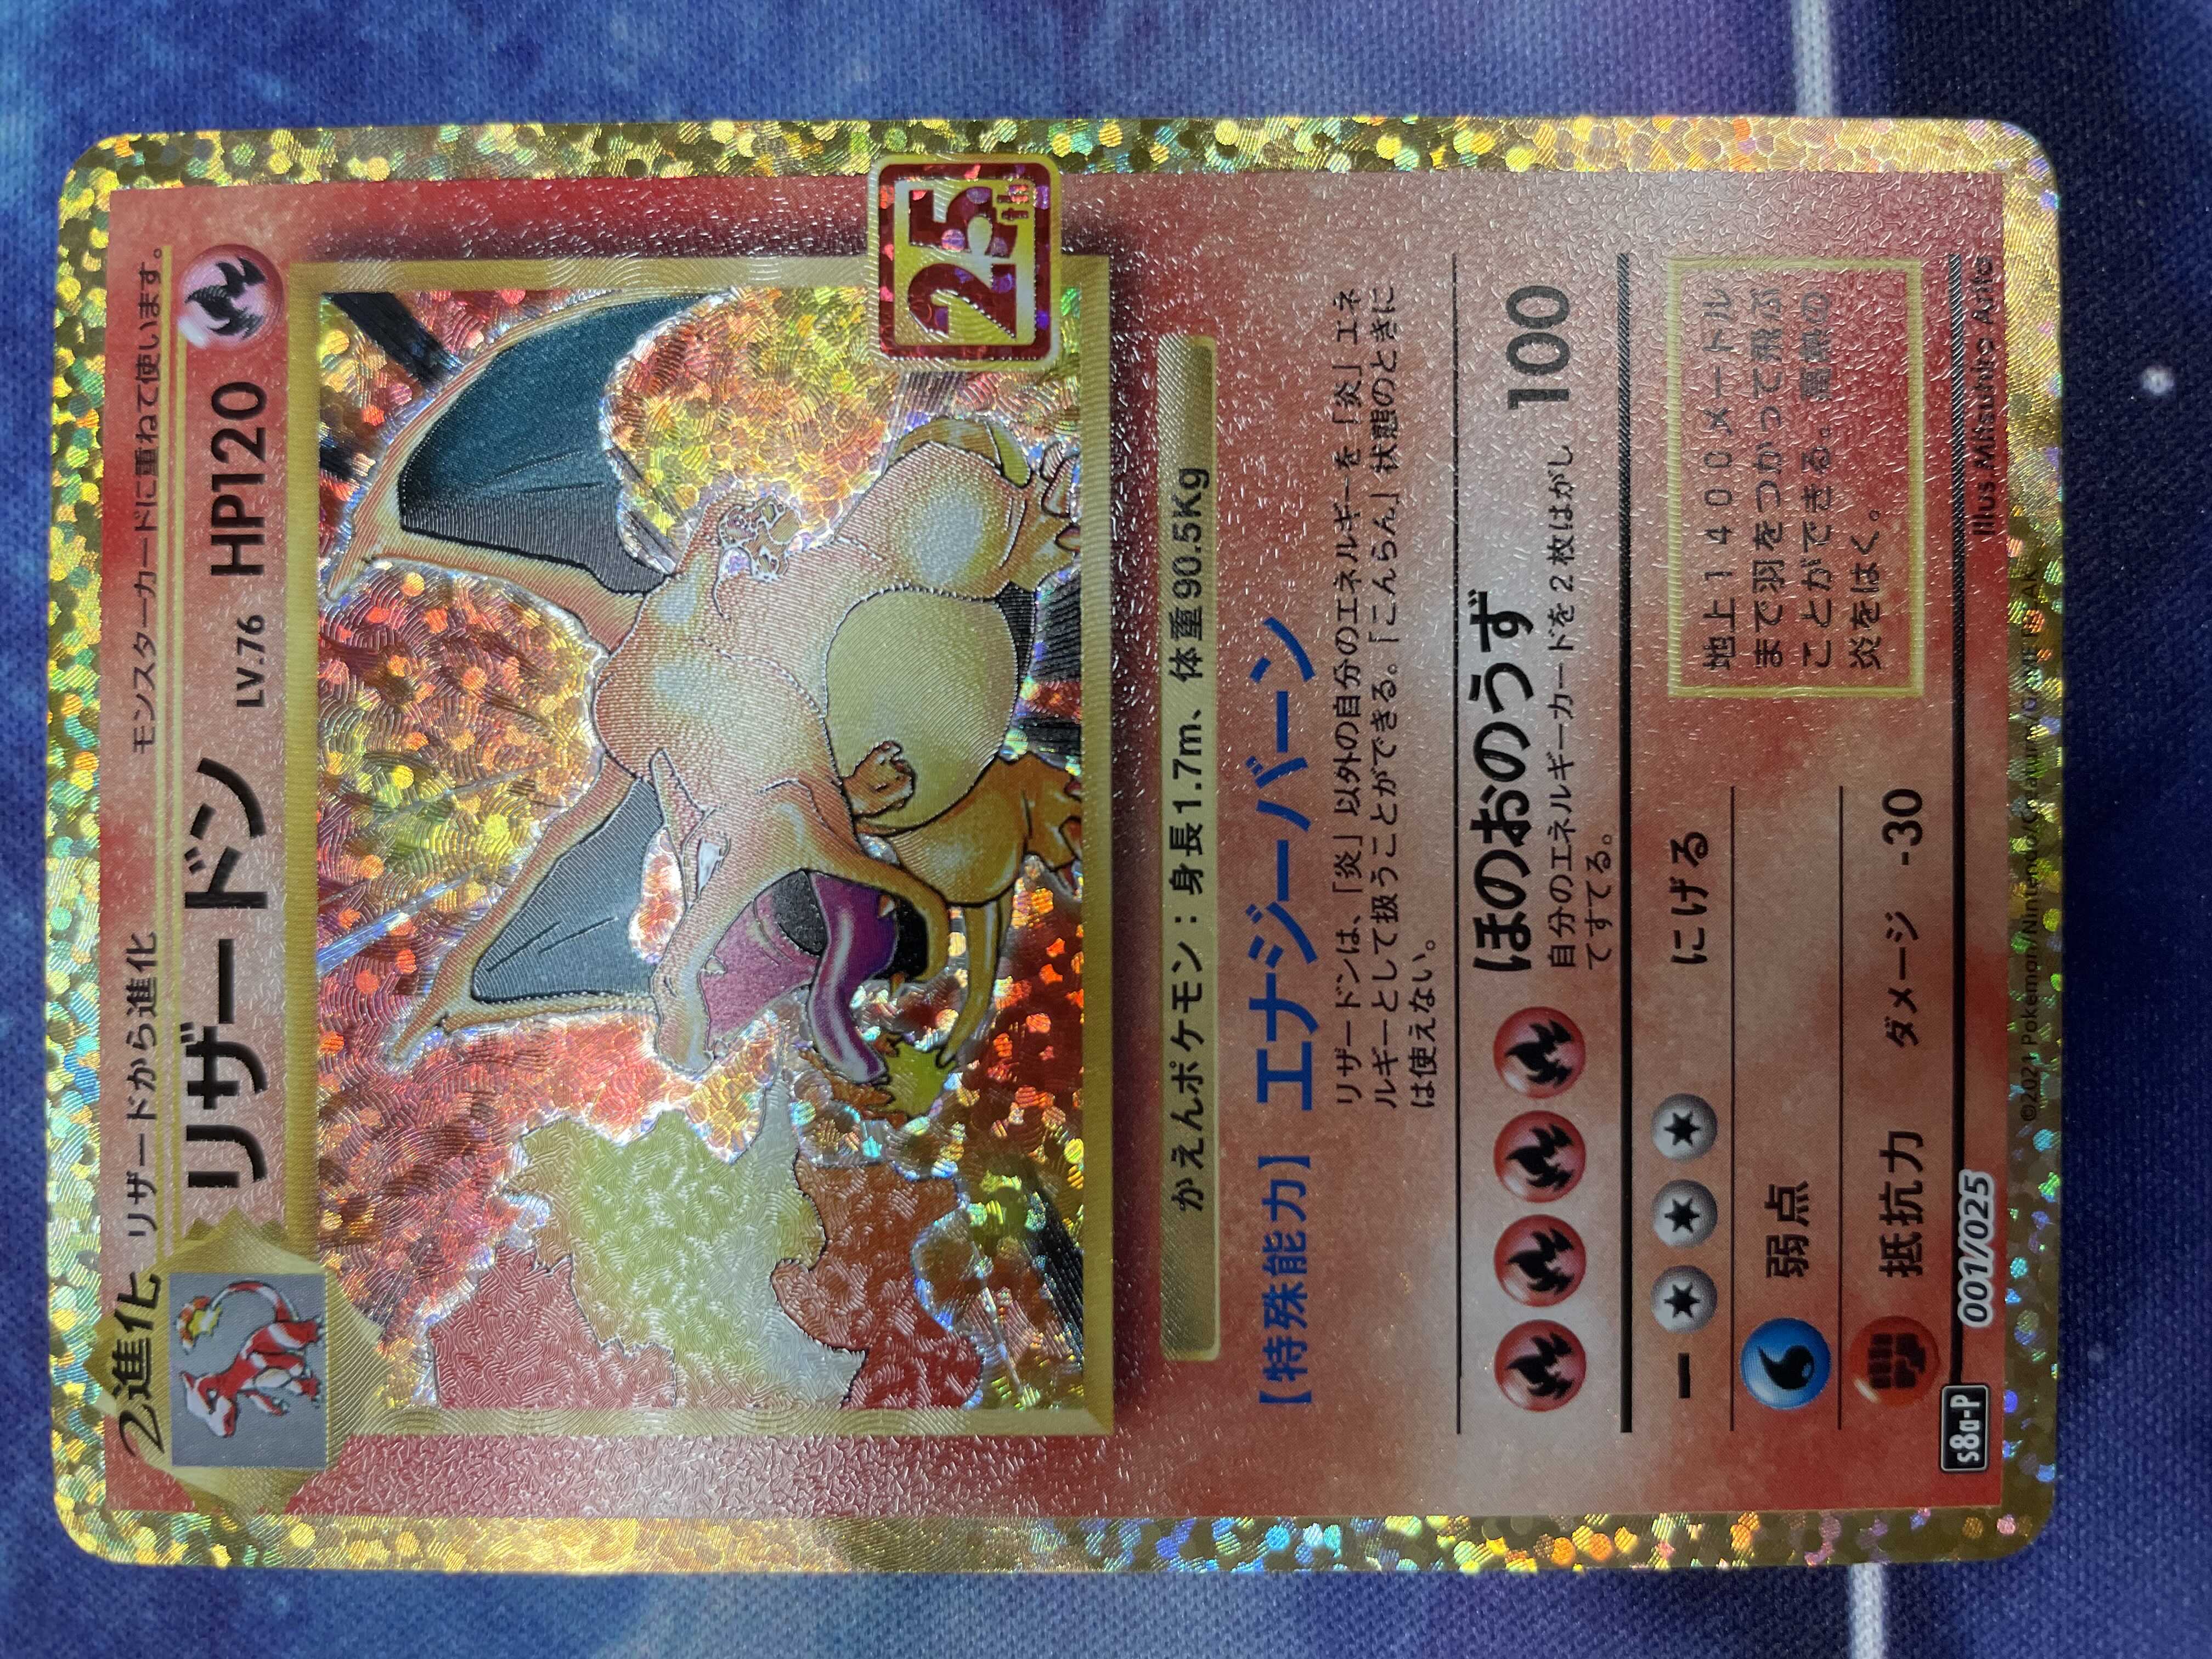 2進化 リザードから進化 モンスターカードに重ねて使います。
リザードン LV.76 HP120
25th
かえんポケモン：身長1.7m、体重90.5Kg
【特殊能力】エナジーバーン
リザードンは、「炎」以外の自分のエネルギーを「炎」エネ
ルギーとして扱うことができる。「こんらん」状態のときに
は使えない。
ほのおのうず 100
自分のエネルギーカードを2枚はがし
てすてる。
にげる
弱点
抵抗力 ダメージ -30
地上1400メートル
まで羽をつかって飛ぶ
ことができる。高熱の
炎をはく。
s8a-P 001/025 Illus.Mitsuhiro Arita
©2021 Pokémon/Nintendo/Creatures/GAME FREAK